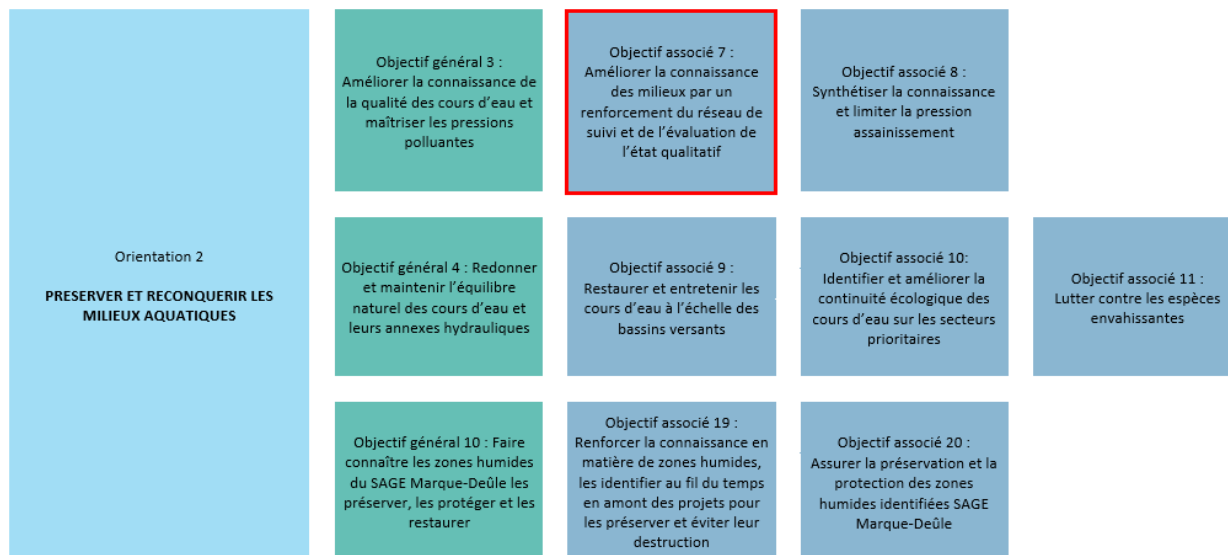 Orientation 2
PRESERVER ET RECONQUERIR LES
MILIEUX AQUATIQUES
Objectif général 3 :
Améliorer la connaissance de
la qualité des cours d'eau et
maîtriser les pressions
polluantes
Objectif associé 7 :
Améliorer la connaissance
des milieux par un
renforcement du réseau de
suivi et de l'évaluation de
l'état qualitatif
Objectif associé 8 :
Synthétiser la connaissance
et limiter la pression
assainissement
Objectif général 4 : Redonner
et maintenir l'équilibre
naturel des cours d'eau et
leurs annexes hydrauliques
Objectif associé 9 :
Restaurer et entretenir les
cours d'eau à l'échelle des
bassins versants
Objectif associé 10:
Identifier et améliorer la
continuité écologique des
cours d'eau sur les secteurs
prioritaires
Objectif associé 11 :
Lutter contre les espèces
envahissantes
Objectif général 10 : Faire
connaître les zones humides
du SAGE Marque-Deûle les
préserver, les protéger et les
restaurer
Objectif associé 19 :
Renforcer la connaissance en
matière de zones humides,
les identifier au fil du temps
en amont des projets pour
les préserver et éviter leur
destruction
Objectif associé 20 :
Assurer la préservation et la
protection des zones
humides identifiées SAGE
Marque-Deûle